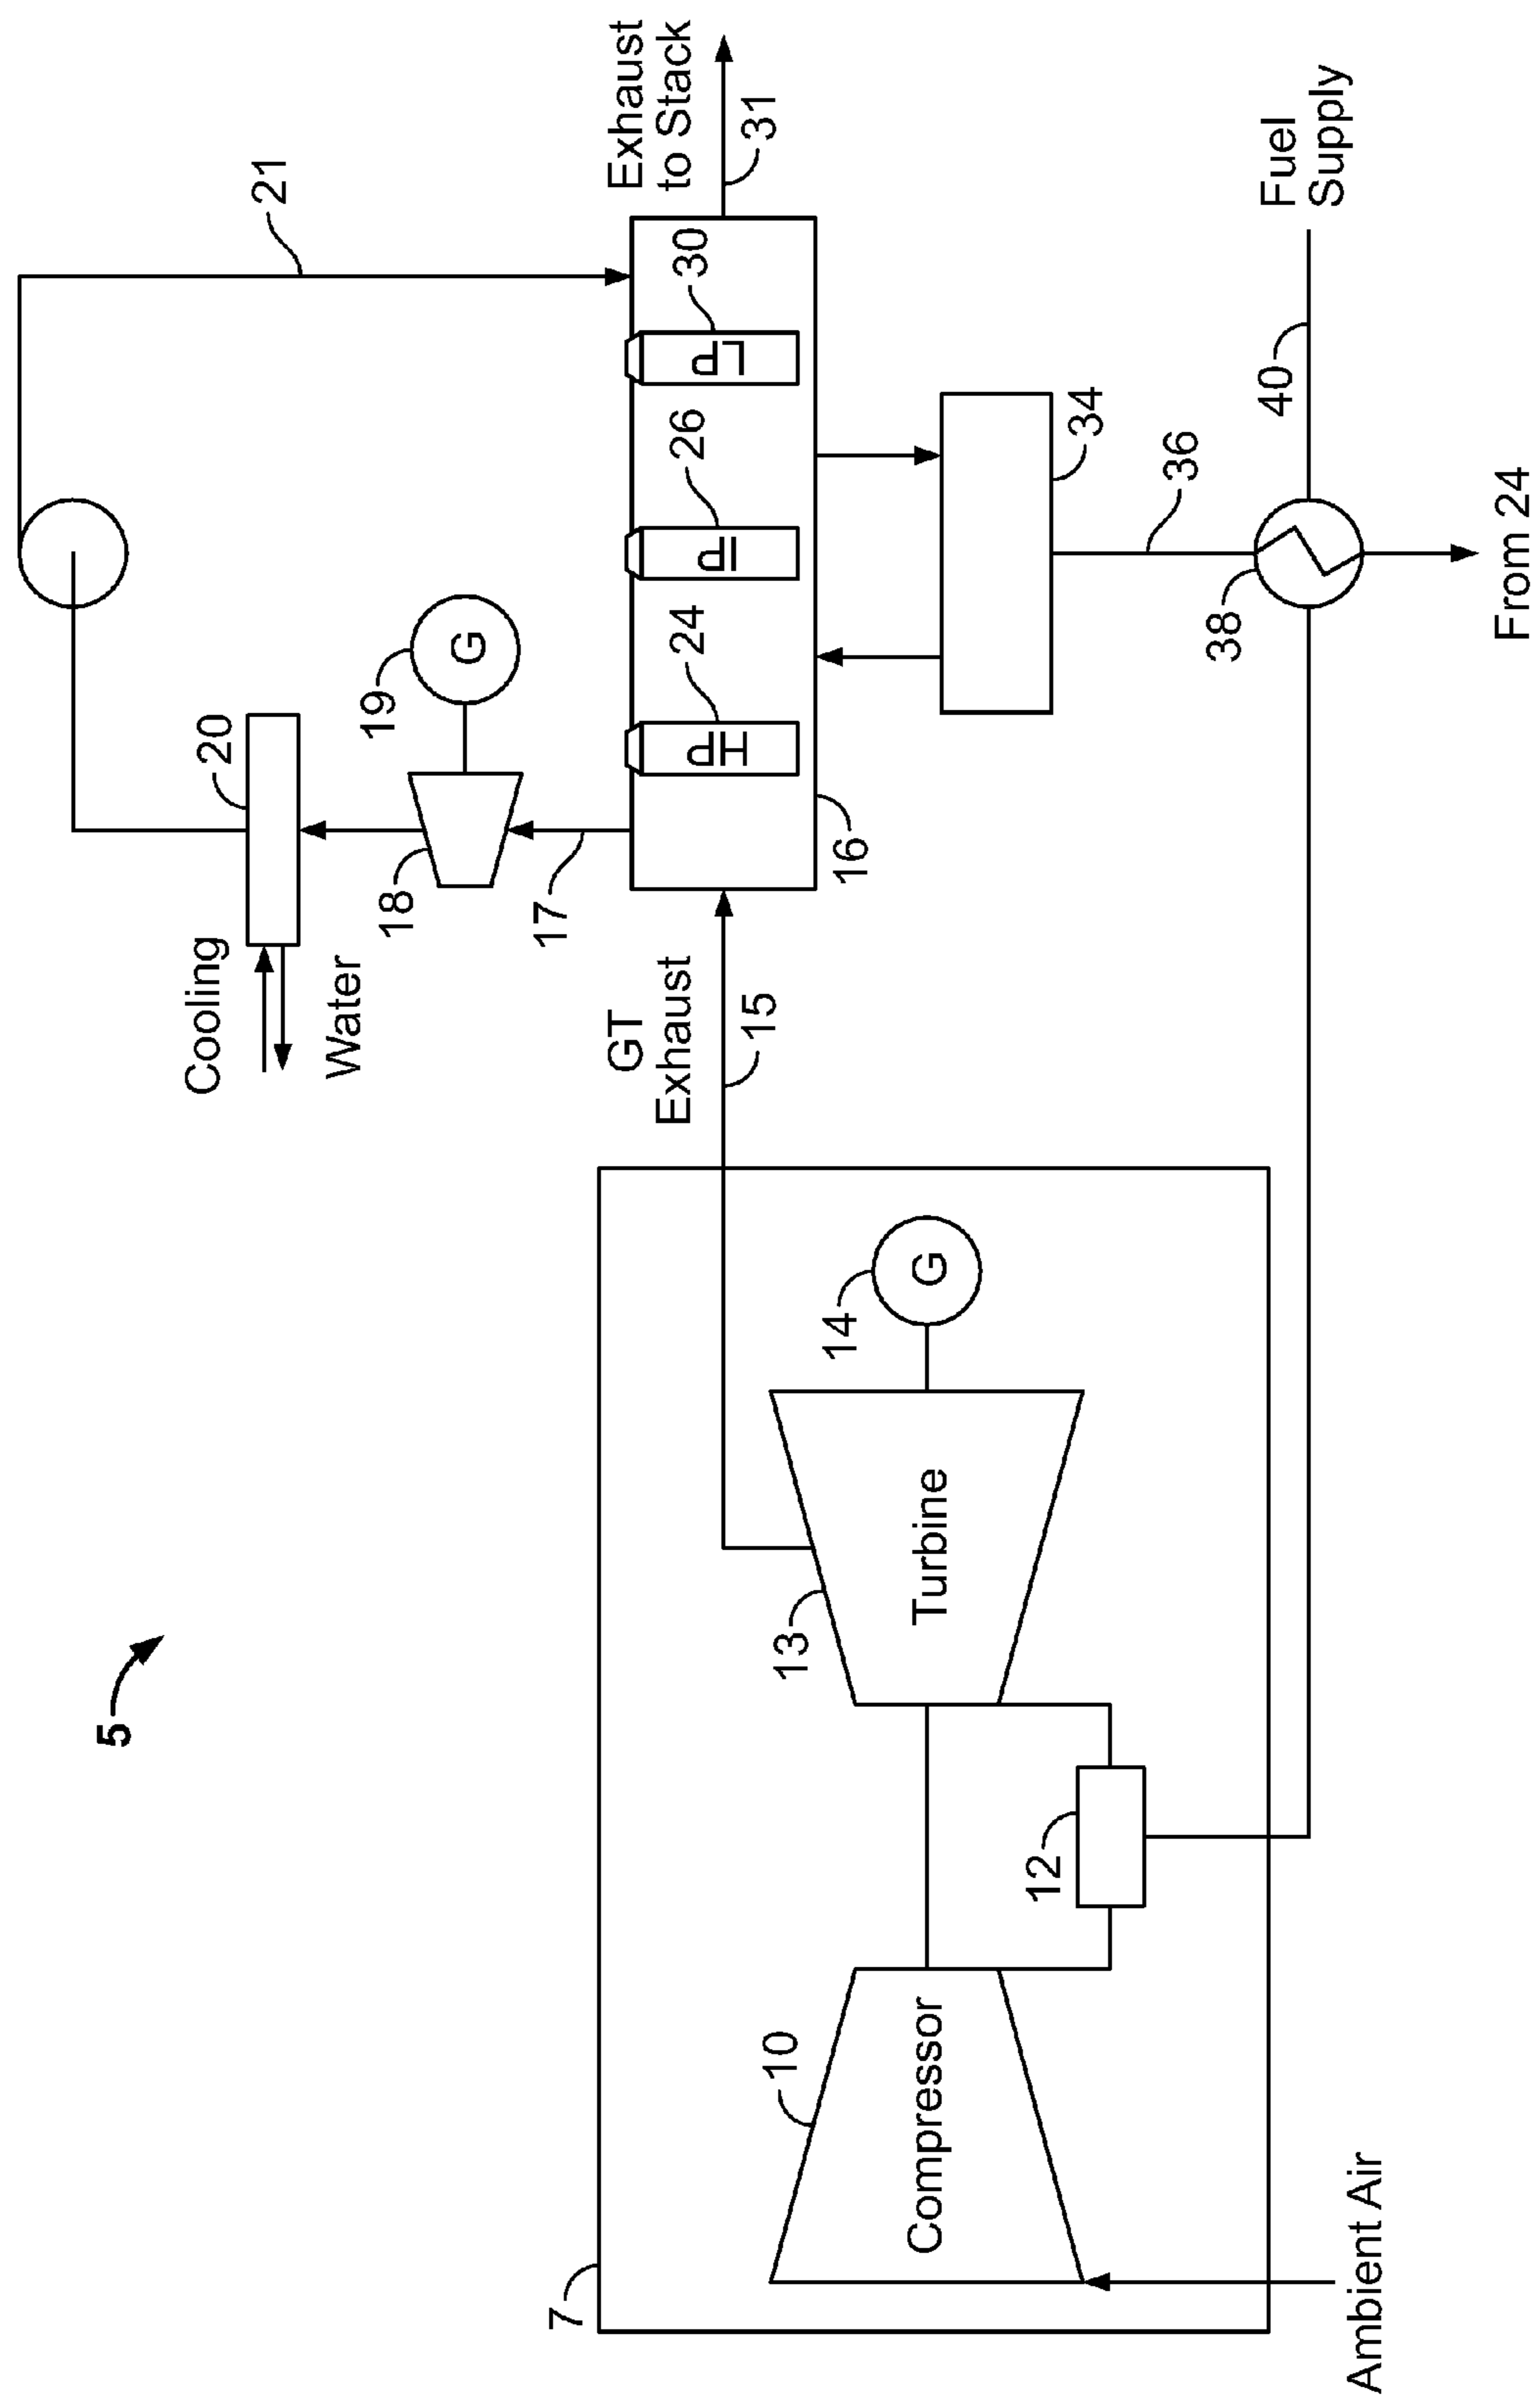 5
Cooling
Water
20
21
19
G
18
17
7
GT
Exhaust
15
Exhaust
to Stack
31
24
26
30
HP
IP
LP
16
10
Compressor
13
Turbine
14
G
12
34
36
38
40
Fuel
Supply
Ambient Air
From 24